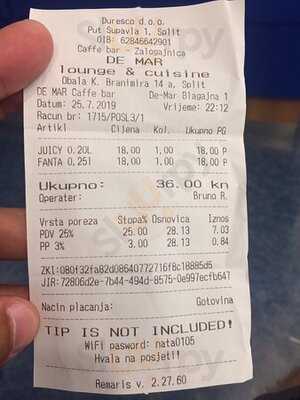 Duresco d.o.o.
Put Supavla 1, Split
OIB: 62846642901
Caffe bar - Zalogajnica
DE MAR
lounge & cuisine
Obala K. Branimira 14 a, Split
DE MAR Caffe bar De-Mar Blagajna 1
Datum: 25.7.2019 Vrijeme: 22:12
Racun br: 1715/POSL3/1
Artikl Cijena Kol. Ukupno PG
JUICY 0,20L 18,00 1,00 18,00 P
FANTA 0,25l 18,00 1,00 18,00 P
Ukupno: 36.00 kn
Operater: Bruno R.
Vrsta poreza Stopa% Osnovica Iznos
PDV 25% 25.00 28.13 7.03
PP 3% 3.00 28.13 0.84
ZKI:080f32fa82d08640772716f8c18885d5
JIR:72806d2e-7b44-494d-8575-0e997ecfb647
Nacin placanja: Gotovina
TIP IS NOT INCLUDED!
WiFi pasword: nata0105
Hvala na posjeti!
Remaris v. 2.27.60